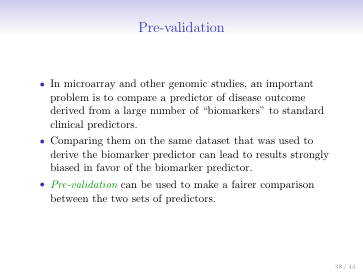 Pre-validation
• In microarray and other genomic studies, an important
problem is to compare a predictor of disease outcome
derived from a large number of “biomarkers” to standard
clinical predictors.
• Comparing them on the same dataset that was used to
derive the biomarker predictor can lead to results strongly
biased in favor of the biomarker predictor.
• Pre-validation can be used to make a fairer comparison
between the two sets of predictors.
38 / 44